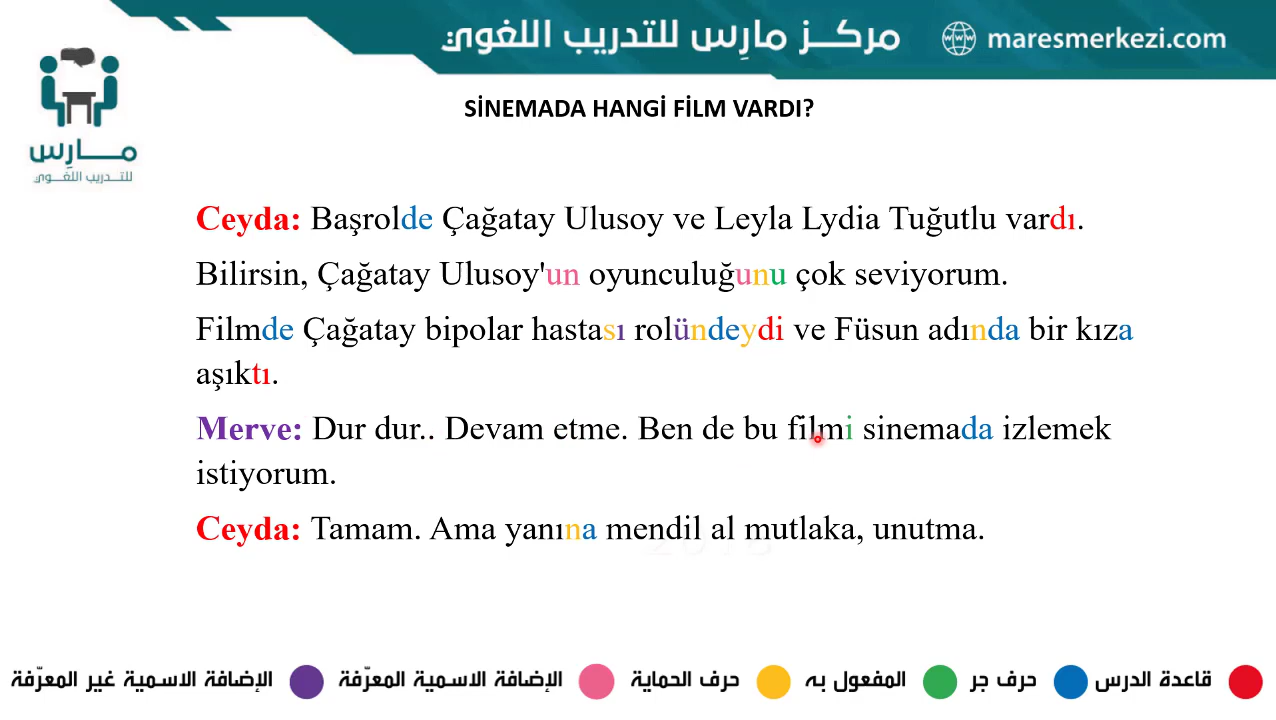 مركز مارِس للتدريب اللغوي
maresmerkezi.com
مـارِس
للتـدريب اللغـوي
SİNEMADA HANGİ FİLM VARDI?
Ceyda: Başrolde Çağatay Ulusoy ve Leyla Lydia Tuğutlu vardı.
Bilirsin, Çağatay Ulusoy'un oyunculuğunu çok seviyorum.
Filmde Çağatay bipolar hastası rolündeydi ve Füsun adında bir kıza
aşıktı.
Merve: Dur dur.. Devam etme. Ben de bu filmi sinemada izlemek
istiyorum.
Ceyda: Tamam. Ama yanına mendil al mutlaka, unutma.
قاعدة الدرس حرف جر المفعول به حرف الحماية الإضافة الاسمية المعرّفة الإضافة الاسمية غير المعرّفة